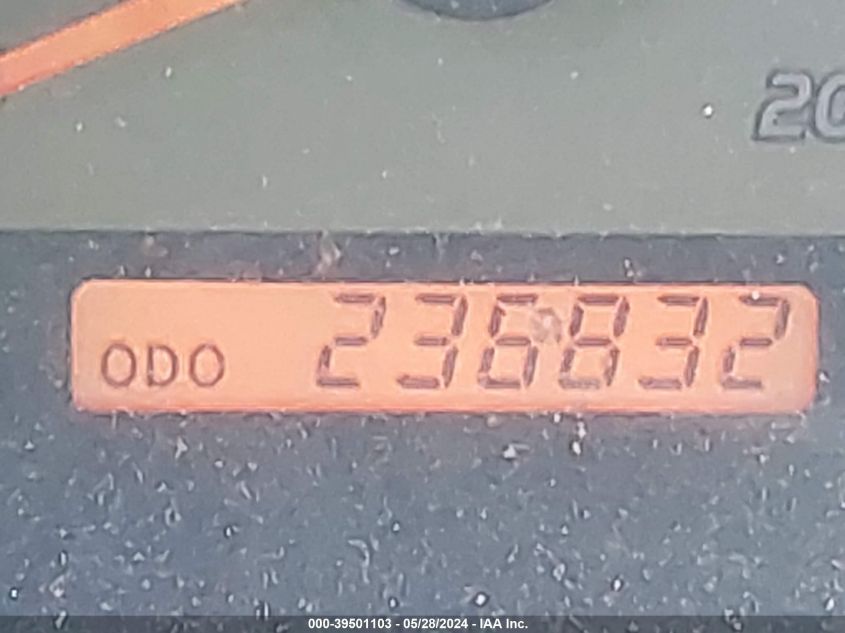 20
ODO 236832
000-39501103 - 05/28/2024 - IAA Inc.